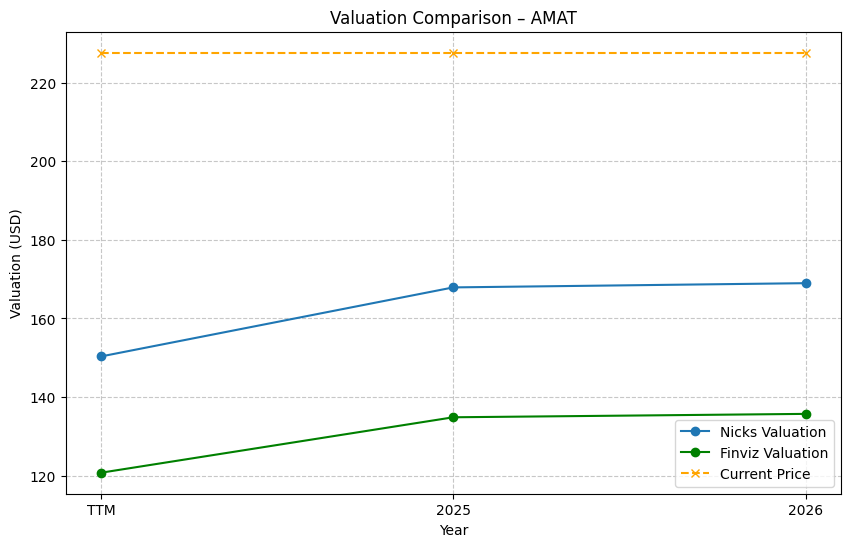 Valuation Comparison – AMAT
Valuation (USD)
220
200
180
160
140
120
TTM
2025
2026
Year
Nicks Valuation
Finviz Valuation
Current Price